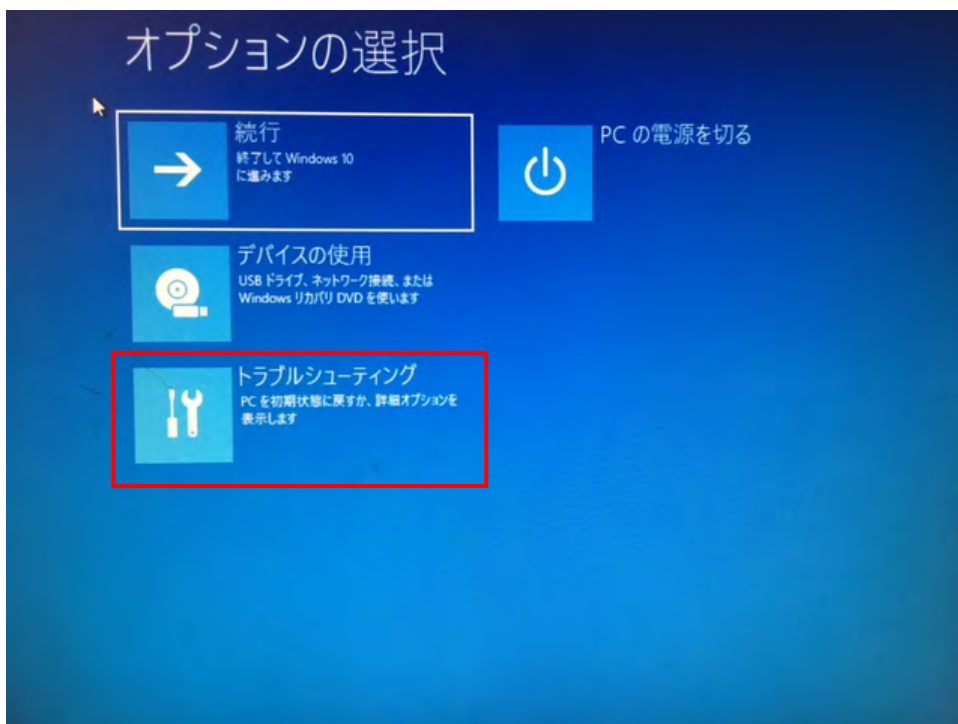 オプションの選択
続行
終了して Windows 10
に進みます
PC の電源を切る
デバイスの使用
USB ドライブ、ネットワーク接続、または
Windows リカバリ DVD を使います
トラブルシューティング
PC を初期状態に戻すか、詳細オプションを
表示します